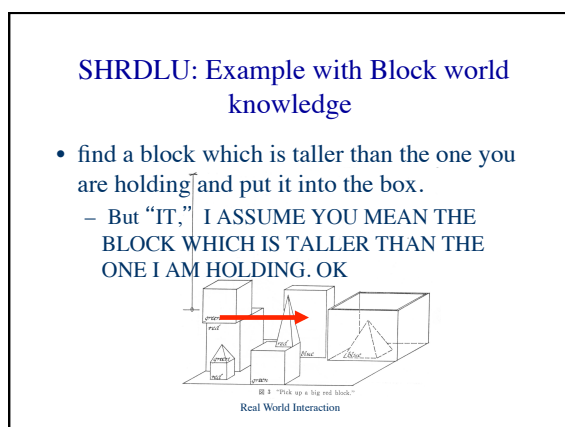 SHRDLU: Example with Block world
knowledge
• find a block which is taller than the one you
are holding and put it into the box.
– But “IT,” I ASSUME YOU MEAN THE
BLOCK WHICH IS TALLER THAN THE
ONE I AM HOLDING. OK
green
red
green
red
red
green
blue
blue
図 3 "Pick up a big red block."
Real World Interaction